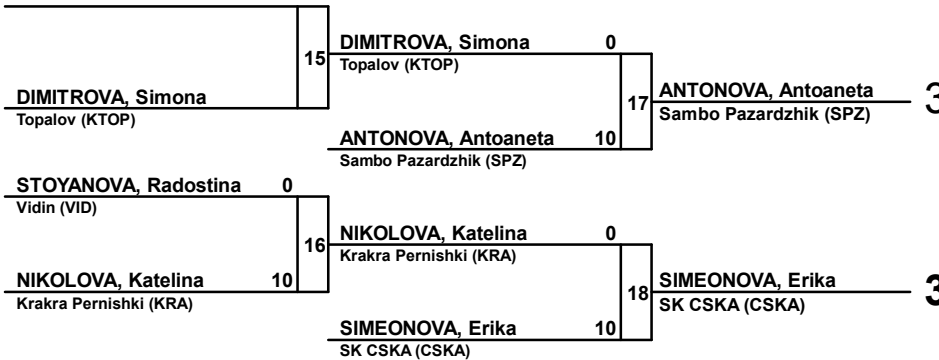 15
DIMITROVA, Simona 0
Topalov (KTOP)
DIMITROVA, Simona
Topalov (KTOP)
17
ANTONOVA, Antoaneta
Sambo Pazardzhik (SPZ)
3
ANTONOVA, Antoaneta 10
Sambo Pazardzhik (SPZ)
STOYANOVA, Radostina 0
Vidin (VID)
16
NIKOLOVA, Katelina 0
Krakra Pernishki (KRA)
NIKOLOVA, Katelina 10
Krakra Pernishki (KRA)
18
SIMEONOVA, Erika
SK CSKA (CSKA)
3
SIMEONOVA, Erika 10
SK CSKA (CSKA)